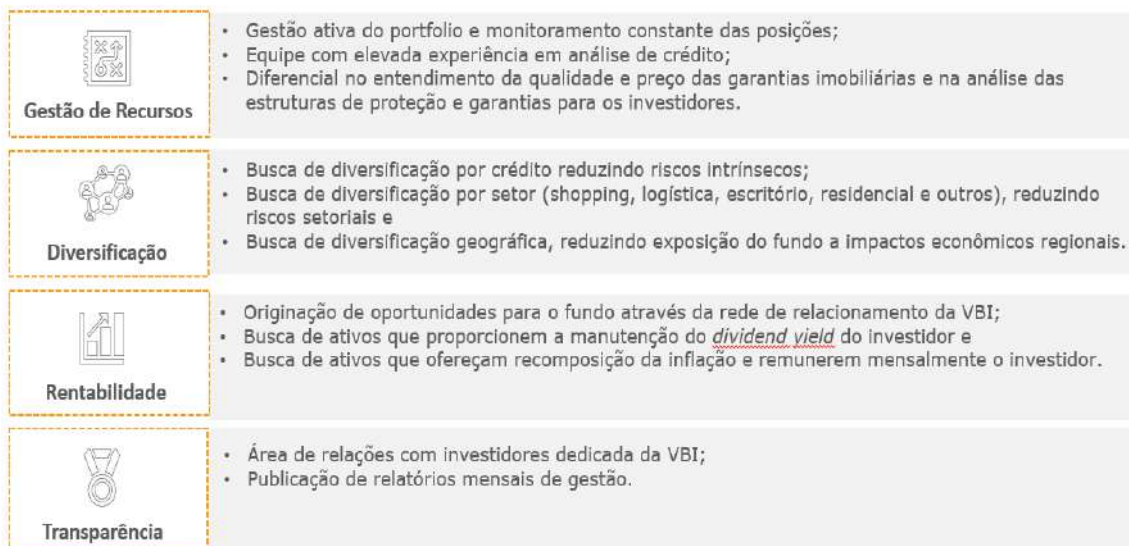 Gestão de Recursos
• Gestão ativa do portfolio e monitoramento constante das posições;
• Equipe com elevada experiência em análise de crédito;
• Diferencial no entendimento da qualidade e preço das garantias imobiliárias e na análise das
estruturas de proteção e garantias para os investidores.
Diversificação
• Busca de diversificação por crédito reduzindo riscos intrínsecos;
• Busca de diversificação por setor (shopping, logística, escritório, residencial e outros), reduzindo
riscos setoriais e
• Busca de diversificação geográfica, reduzindo exposição do fundo a impactos econômicos regionais.
Rentabilidade
• Originação de oportunidades para o fundo através da rede de relacionamento da VBI;
• Busca de ativos que proporcionem a manutenção do dividend yield do investidor e
• Busca de ativos que ofereçam recomposição da inflação e remunerem mensalmente o investidor.
Transparência
• Área de relações com investidores dedicada da VBI;
• Publicação de relatórios mensais de gestão.